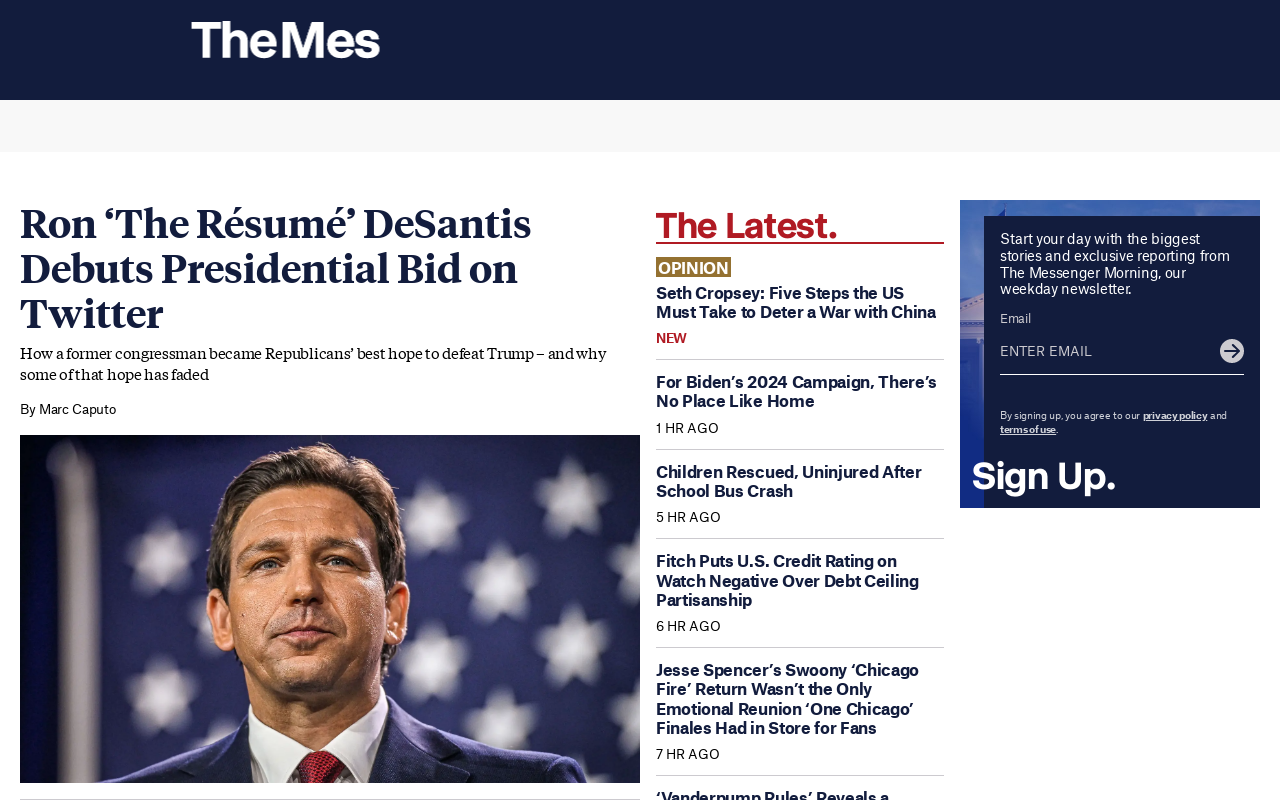 TheMes
Ron ‘The Résumé’ DeSantis
Debuts Presidential Bid on
Twitter
How a former congressman became Republicans’ best hope to defeat Trump – and why
some of that hope has faded
By Marc Caputo
The Latest.
OPINION
Seth Cropsey: Five Steps the US
Must Take to Deter a War with China
NEW
For Biden’s 2024 Campaign, There’s
No Place Like Home
1 HR AGO
Children Rescued, Uninjured After
School Bus Crash
5 HR AGO
Fitch Puts U.S. Credit Rating on
Watch Negative Over Debt Ceiling
Partisanship
6 HR AGO
Jesse Spencer’s Swoony ‘Chicago
Fire’ Return Wasn’t the Only
Emotional Reunion ‘One Chicago’
Finales Had in Store for Fans
7 HR AGO
‘Vanderpump Rules’ Reveals a
Start your day with the biggest
stories and exclusive reporting from
The Messenger Morning, our
weekday newsletter.
Email
ENTER EMAIL
By signing up, you agree to our privacy policy and
terms of use.
Sign Up.